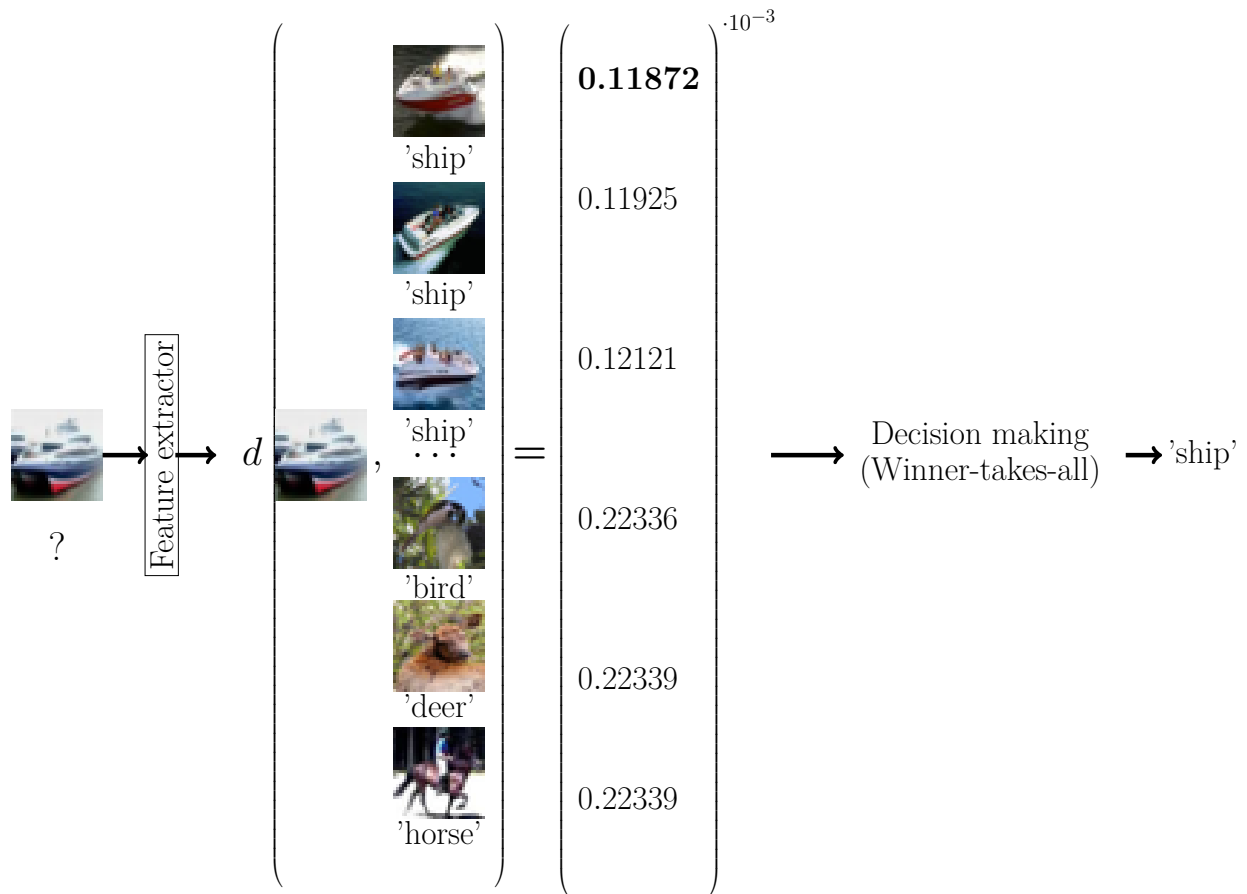 ·10−3
0.11872
'ship'
0.11925
'ship'
0.12121
'ship'
?
Feature extractor
d
,
···
=
Decision making
(Winner-takes-all)
'ship'
0.22336
'bird'
0.22339
'deer'
0.22339
'horse'